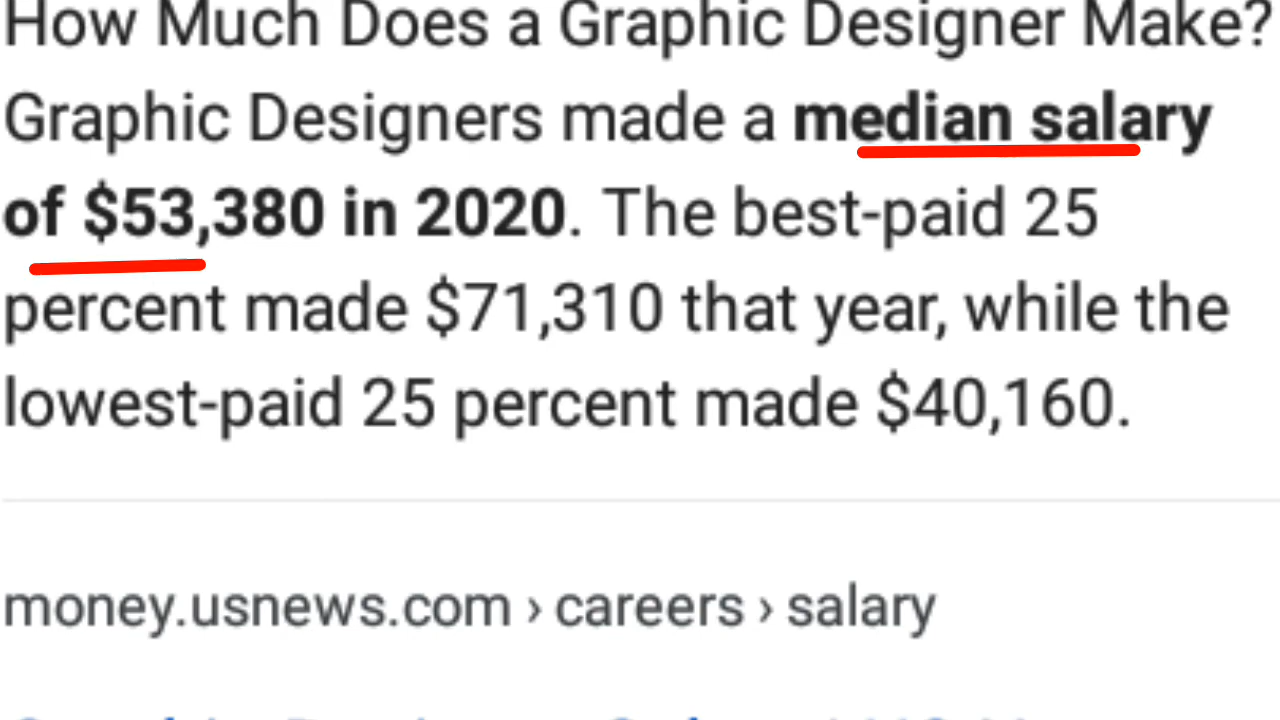 How Much Does a Graphic Designer Make?
Graphic Designers made a median salary
of $53,380 in 2020. The best-paid 25
percent made $71,310 that year, while the
lowest-paid 25 percent made $40,160.
money.usnews.com › careers › salary